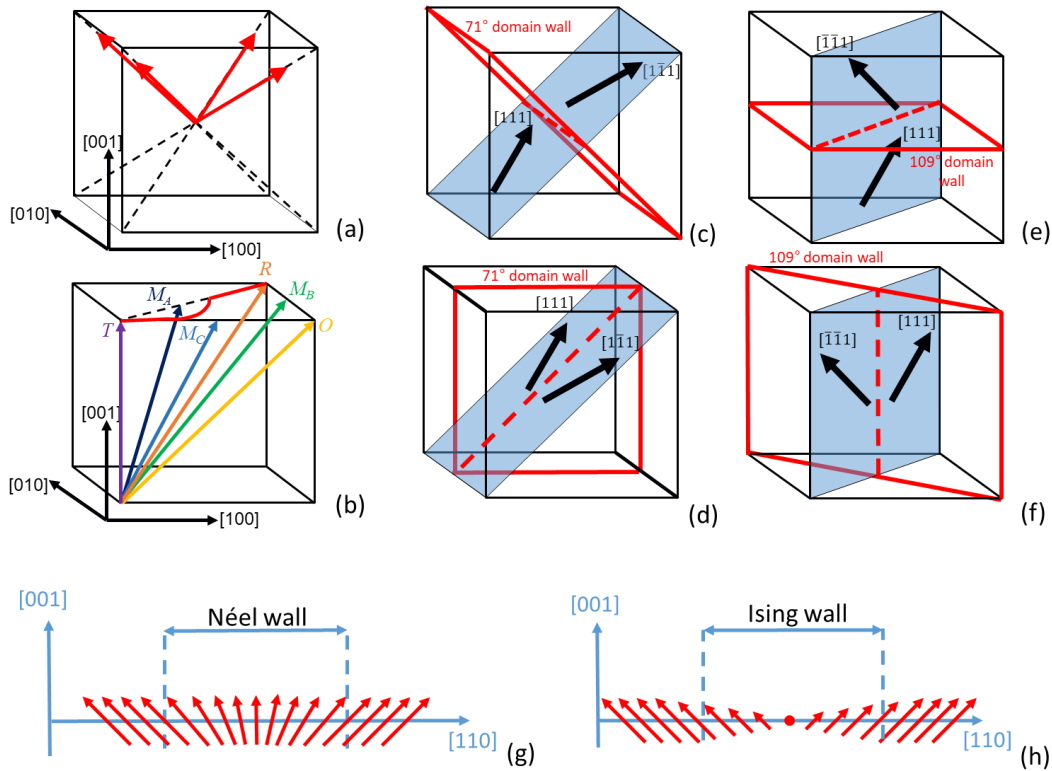 [001]
[010]
[100]
(a)
71° domain wall
[11̅1]
[111]
(c)
[1̅1̅1]
[111]
109° domain
wall
(e)
R
M_A
M_B
T
M_C
O
[001]
[010]
[100]
(b)
71° domain wall
[111]
[11̅1]
(d)
109° domain wall
[111]
[1̅1̅1]
(f)
[001]
Néel wall
[110]
(g)
[001]
Ising wall
[110]
(h)